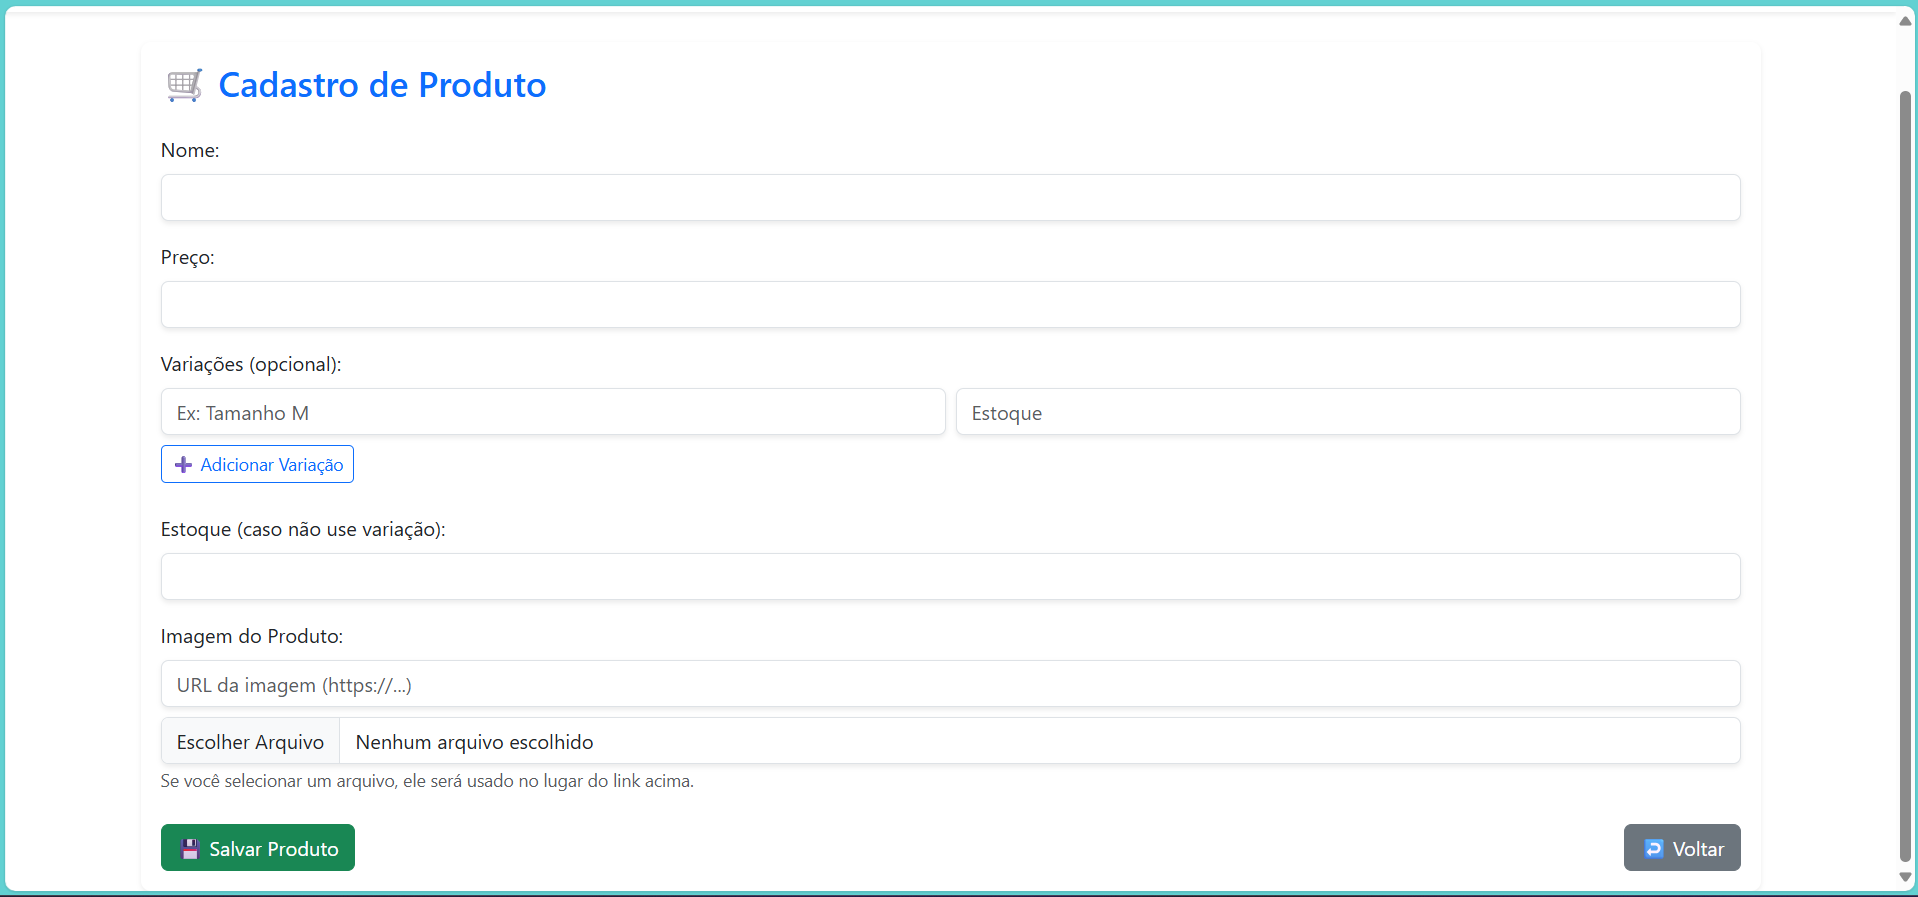 Cadastro de Produto
Nome:
Preço:
Variações (opcional):
Ex: Tamanho M
Estoque
Adicionar Variação
Estoque (caso não use variação):
Imagem do Produto:
URL da imagem (https://...)
Escolher Arquivo Nenhum arquivo escolhido
Se você selecionar um arquivo, ele será usado no lugar do link acima.
Salvar Produto
Voltar